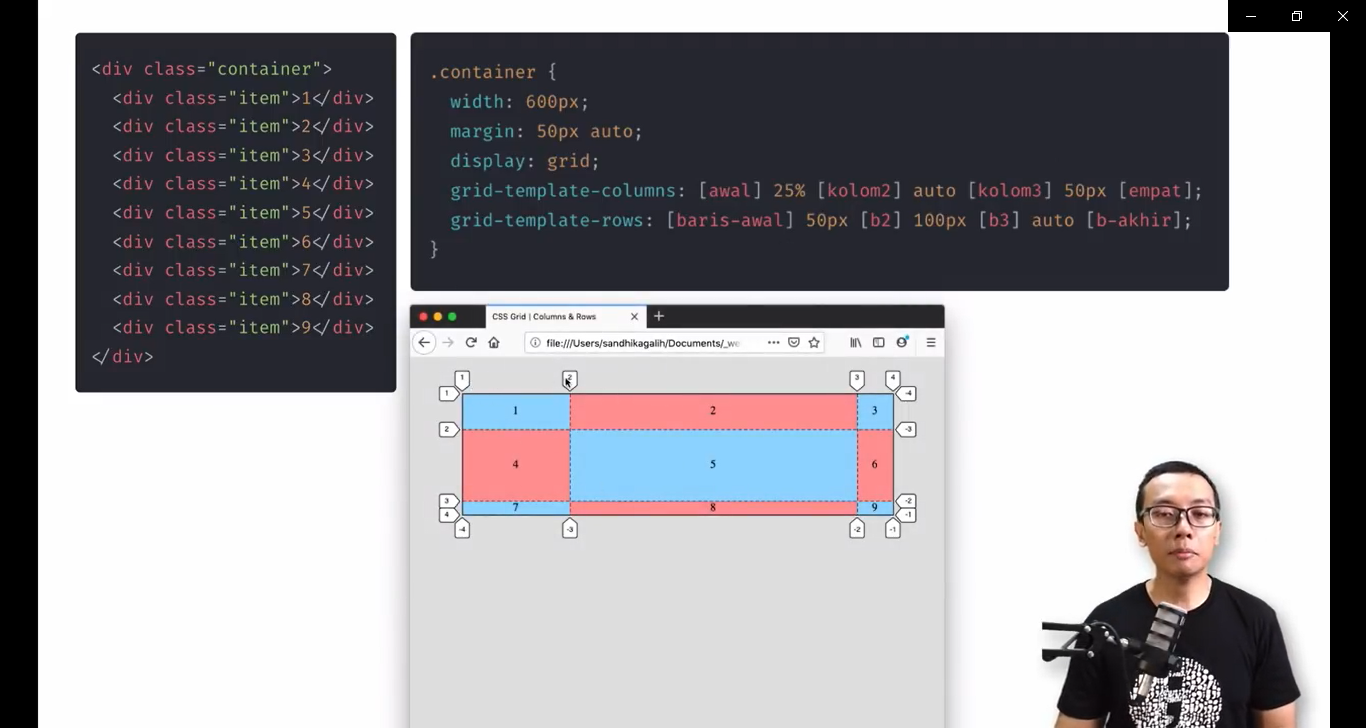 <div class="container">
<div class="item">1</div>
<div class="item">2</div>
<div class="item">3</div>
<div class="item">4</div>
<div class="item">5</div>
<div class="item">6</div>
<div class="item">7</div>
<div class="item">8</div>
<div class="item">9</div>
</div>
.container {
width: 600px;
margin: 50px auto;
display: grid;
grid-template-columns: [awal] 25% [kolom2] auto [kolom3] 50px [empat];
grid-template-rows: [baris-awal] 50px [b2] 100px [b3] auto [b-akhir];
}
CSS Grid | Columns & Rows
file:///Users/sandhikagalih/Documents/_we
1 2 3 4
1 1 2 3 -4
2 -3
4 5 6
3 -2
7 8 9
4 -1
-4 -3 -2 -1